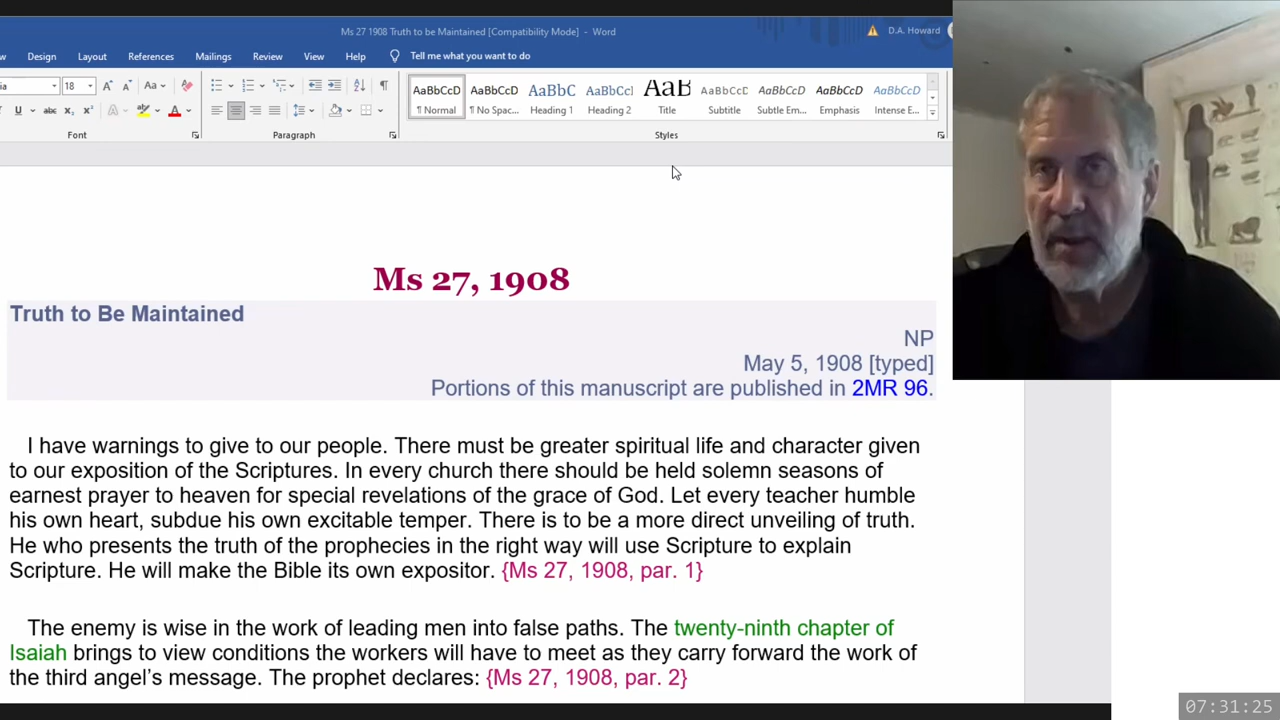 Ms 27 1908 Truth to be Maintained [Compatibility Mode] - Word
D.A. Howard
Design Layout References Mailings Review View Help Tell me what you want to do
18 Aa
AaBbCcD AaBbCcD AaBbC AaBbCcI AaB AaBbCcD AaBbCcD AaBbCcD AaBbCcD
¶ Normal ¶ No Spac... Heading 1 Heading 2 Title Subtitle Subtle Em... Emphasis Intense E...
Font Paragraph Styles
Ms 27, 1908
Truth to Be Maintained
NP
May 5, 1908 [typed]
Portions of this manuscript are published in 2MR 96.
I have warnings to give to our people. There must be greater spiritual life and character given
to our exposition of the Scriptures. In every church there should be held solemn seasons of
earnest prayer to heaven for special revelations of the grace of God. Let every teacher humble
his own heart, subdue his own excitable temper. There is to be a more direct unveiling of truth.
He who presents the truth of the prophecies in the right way will use Scripture to explain
Scripture. He will make the Bible its own expositor. {Ms 27, 1908, par. 1}
The enemy is wise in the work of leading men into false paths. The twenty-ninth chapter of
Isaiah brings to view conditions the workers will have to meet as they carry forward the work of
the third angel's message. The prophet declares: {Ms 27, 1908, par. 2}
07:31:25